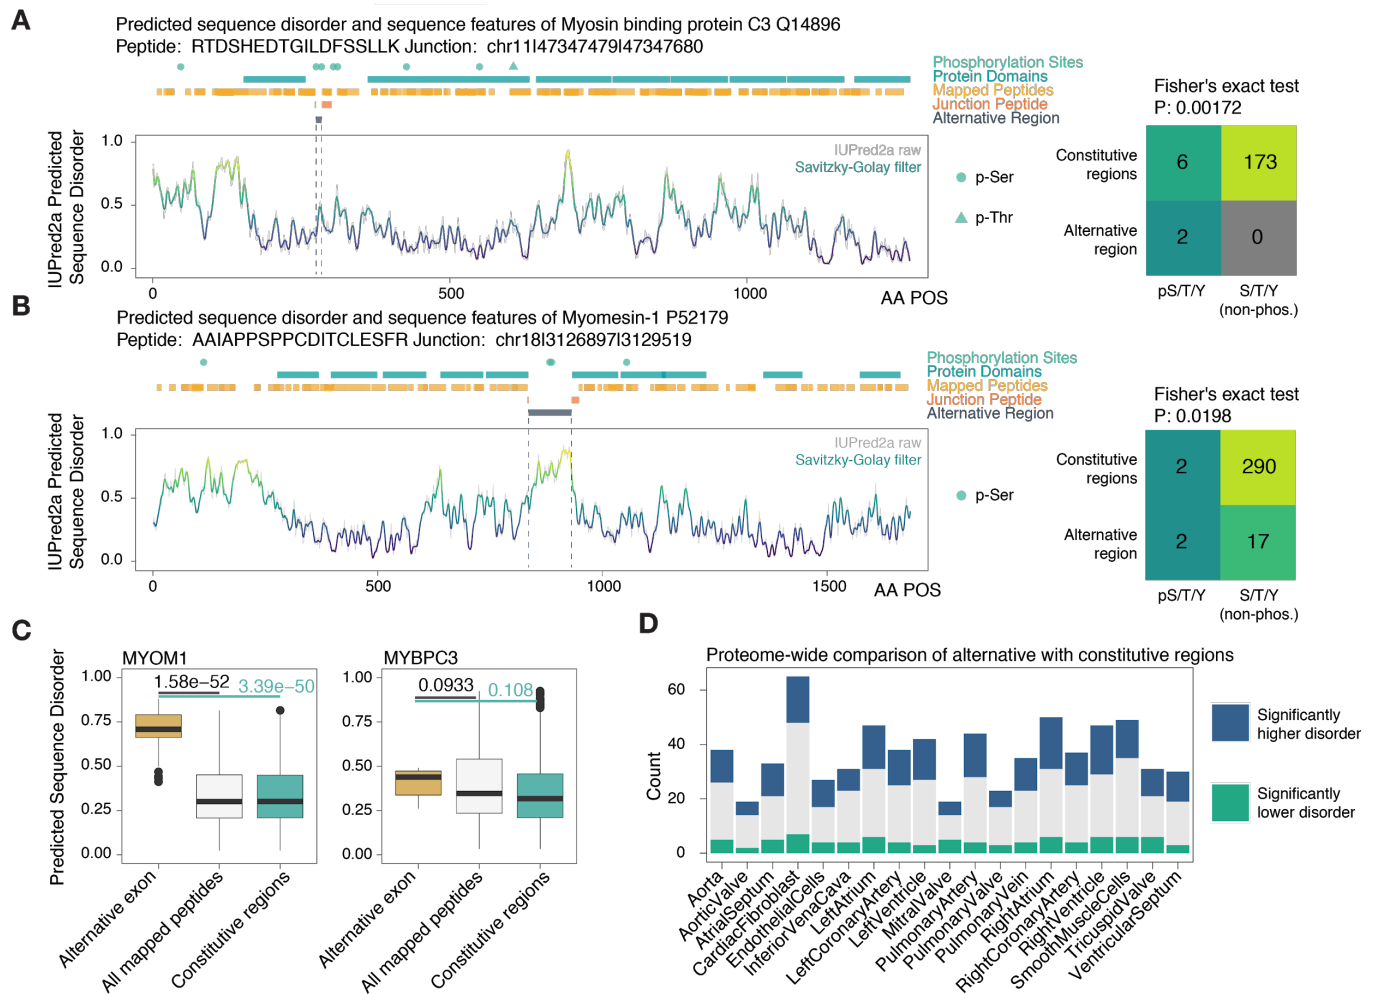 A
Predicted sequence disorder and sequence features of Myosin binding protein C3 Q14896
Peptide: RTDSHEDTGILDFSSLLK Junction: chr11|47347479|47347680
Phosphorylation Sites
Protein Domains
Mapped Peptides
Junction Peptide
Alternative Region
IUPred2a Predicted
Sequence Disorder
1.0
0.5
0.0
IUPred2a raw
Savitzky-Golay filter
p-Ser
p-Thr
0
500
1000
AA POS
Fisher's exact test
P: 0.00172
Constitutive
regions
6
173
Alternative
region
2
0
pS/T/Y
S/T/Y
(non-phos.)
B
Predicted sequence disorder and sequence features of Myomesin-1 P52179
Peptide: AAIAPPSPPCDITCLESFR Junction: chr18|3126897|3129519
Phosphorylation Sites
Protein Domains
Mapped Peptides
Junction Peptide
Alternative Region
IUPred2a Predicted
Sequence Disorder
1.0
0.5
0.0
IUPred2a raw
Savitzky-Golay filter
p-Ser
0
500
1000
1500
AA POS
Fisher's exact test
P: 0.0198
Constitutive
regions
2
290
Alternative
region
2
17
pS/T/Y
S/T/Y
(non-phos.)
C
Predicted Sequence Disorder
MYOM1
1.00
0.75
0.50
0.25
0.00
1.58e−52
3.39e−50
Alternative exon
All mapped peptides
Constitutive regions
MYBPC3
1.00
0.75
0.50
0.25
0.00
0.0933
0.108
Alternative exon
All mapped peptides
Constitutive regions
D
Proteome-wide comparison of alternative with constitutive regions
Count
60
40
20
0
Aorta
AorticValve
AtrialSeptum
CardiacFibroblast
EndothelialCells
InferiorVenaCava
LeftAtrium
LeftCoronaryArtery
LeftVentricle
MitralValve
PulmonaryArtery
PulmonaryValve
PulmonaryVein
RightAtrium
RightCoronaryArtery
RightVentricle
SmoothMuscleCells
TricuspidValve
VentricularSeptum
Significantly
higher disorder
Significantly
lower disorder